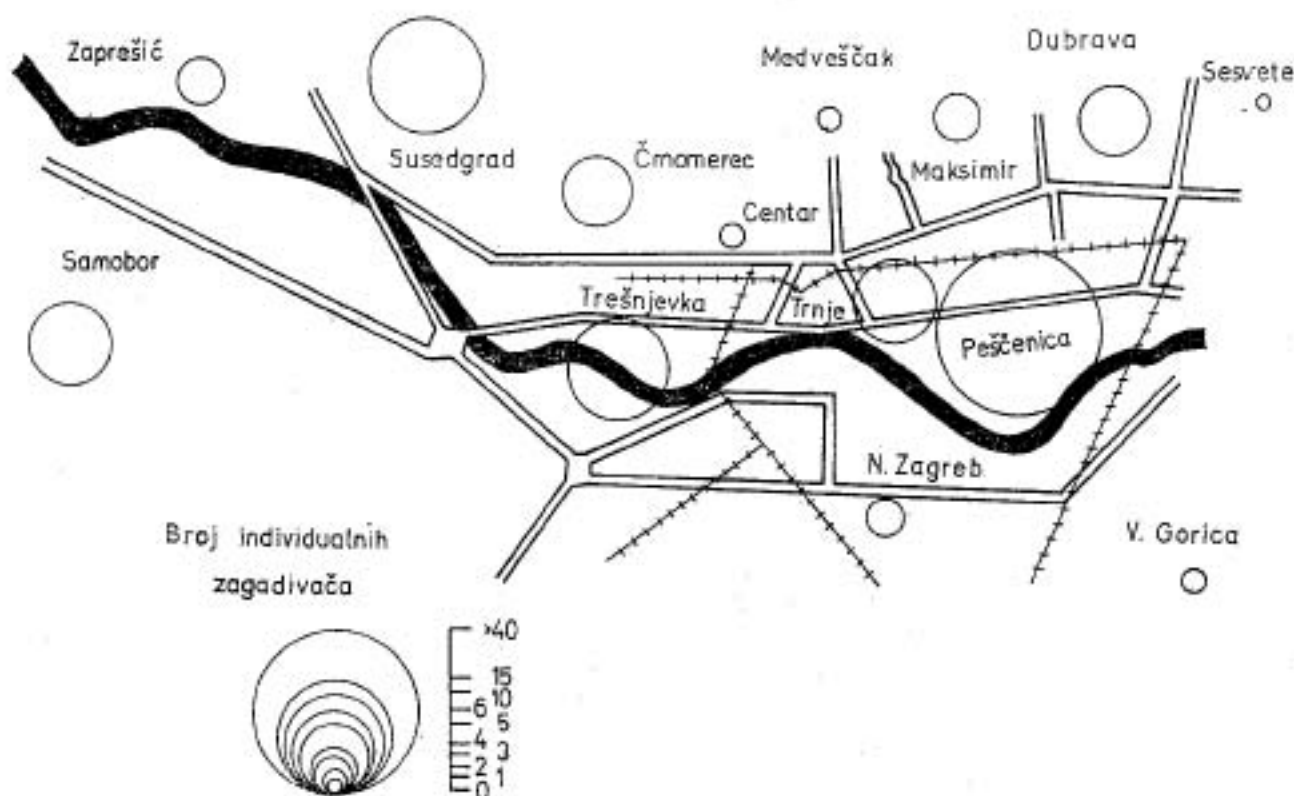 Zaprešić
Medveščak
Dubrava
Sesvete
Susedgrad
Črnomerec
Maksimir
Centar
Samobor
Trešnjevka
Trnje
Peščenica
N. Zagreb
V. Gorica
Broj individualnih
zagadivača
>40
15
10
6
5
4
3
2
1
0